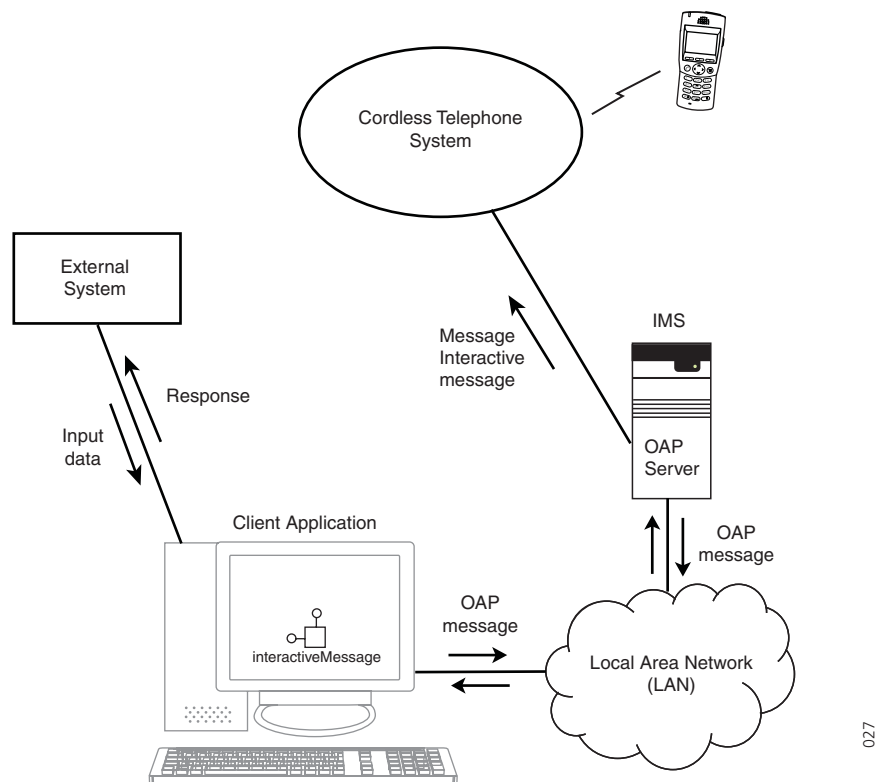 Cordless Telephone
System
External
System
IMS
Message
Interactive
message
Response
OAP
Server
Input
data
Client Application
OAP
message
OAP
message
interactiveMessage
Local Area Network
(LAN)
027